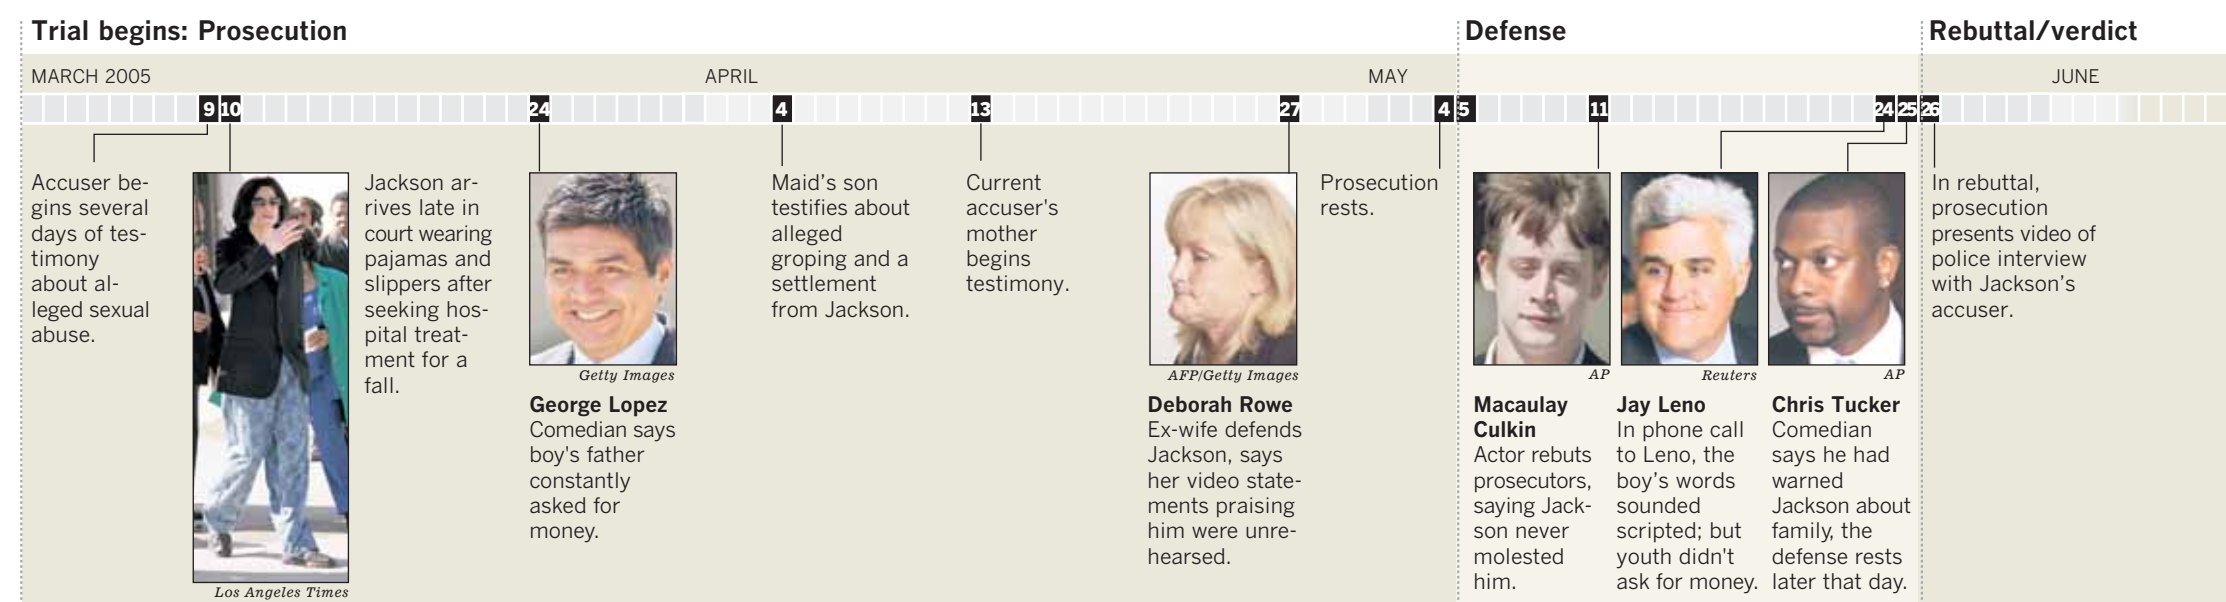 Trial begins: Prosecution
Defense
Rebuttal/verdict
MARCH 2005
APRIL
MAY
JUNE
9 10 24 4 13 27 4 5 11 24 25 26
Accuser be-
gins several
days of tes-
timony
about al-
leged sexual
abuse.
Los Angeles Times
Jackson ar-
rives late in
court wearing
pajamas and
slippers after
seeking hos-
pital treat-
ment for a
fall.
Getty Images
George Lopez
Comedian says
boy's father
constantly
asked for
money.
Maid's son
testifies about
alleged
groping and a
settlement
from Jackson.
Current
accuser's
mother
begins
testimony.
AFP/Getty Images
Deborah Rowe
Ex-wife defends
Jackson, says
her video state-
ments praising
him were unre-
hearsed.
Prosecution
rests.
AP
Macaulay
Culkin
Actor rebuts
prosecutors,
saying Jack-
son never
molested
him.
Reuters
Jay Leno
In phone call
to Leno, the
boy's words
sounded
scripted; but
youth didn't
ask for money.
AP
Chris Tucker
Comedian
says he had
warned
Jackson about
family, the
defense rests
later that day.
In rebuttal,
prosecution
presents video of
police interview
with Jackson's
accuser.